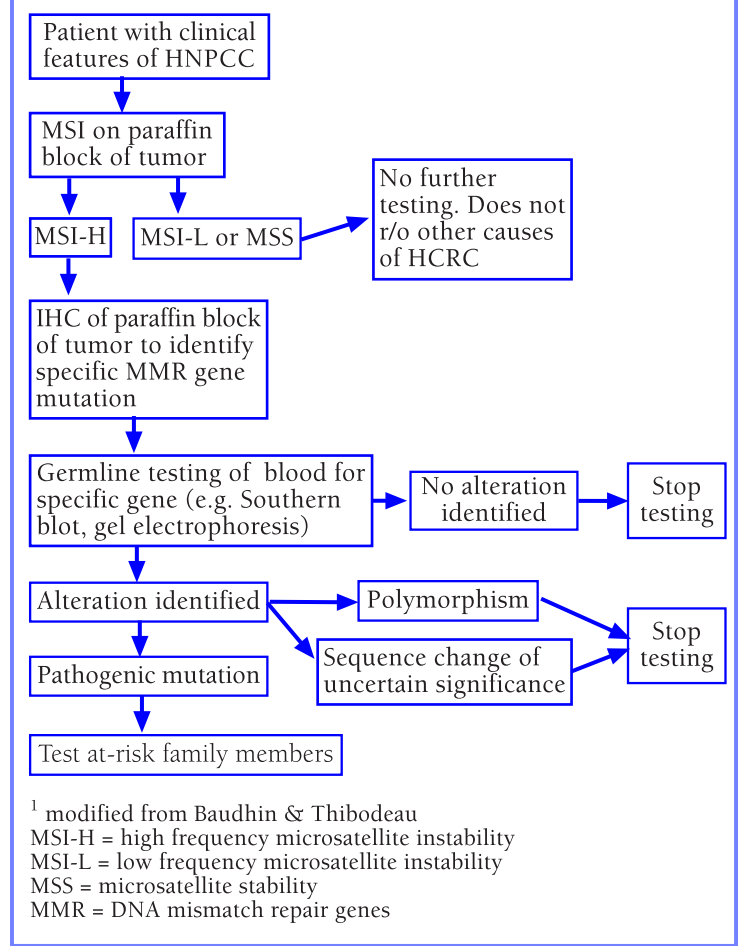 Patient with clinical
features of HNPCC
MSI on paraffin
block of tumor
No further
testing. Does not
r/o other causes
of HCRC
MSI-H
MSI-L or MSS
IHC of paraffin block
of tumor to identify
specific MMR gene
mutation
Germline testing of blood for
specific gene (e.g. Southern
blot, gel electrophoresis)
No alteration
identified
Stop
testing
Alteration identified
Polymorphism
Sequence change of
uncertain significance
Stop
testing
Pathogenic mutation
Test at-risk family members
1 modified from Baudhin & Thibodeau
MSI-H = high frequency microsatellite instability
MSI-L = low frequency microsatellite instability
MSS = microsatellite stability
MMR = DNA mismatch repair genes